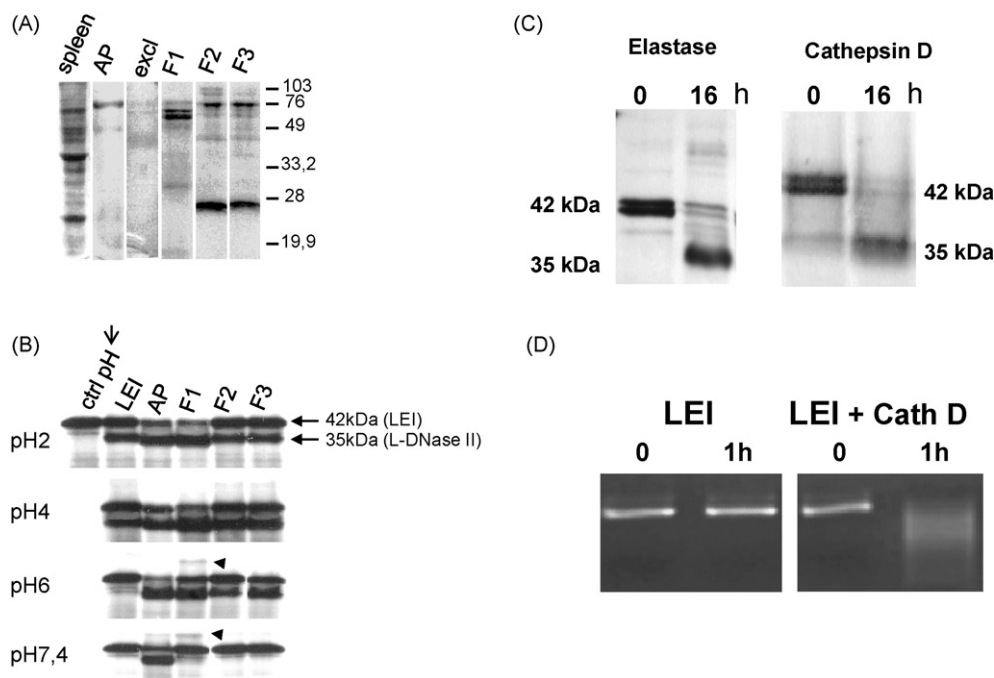 (A)
spleen AP excl F1 F2 F3
103
76
49
33,2
28
19,9
(B)
ctrl pH LEI AP F1 F2 F3
pH2
42kDa (LEI)
35kDa (L-DNase II)
pH4
pH6
pH7,4
(C)
Elastase
0 16 h
42 kDa
35 kDa
Cathepsin D
0 16 h
42 kDa
35 kDa
(D)
LEI
0 1h
LEI + Cath D
0 1h